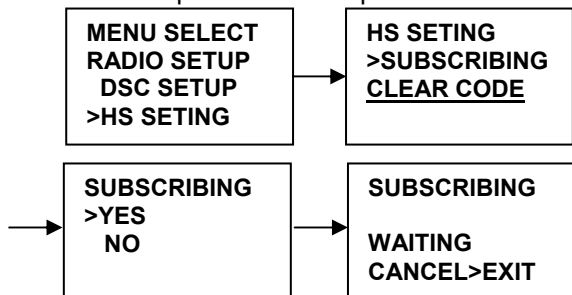 MENU SELECT
RADIO SETUP
DSC SETUP
>HS SETING
HS SETING
>SUBSCRIBING
CLEAR CODE
SUBSCRIBING
>YES
NO
SUBSCRIBING
WAITING
CANCEL>EXIT